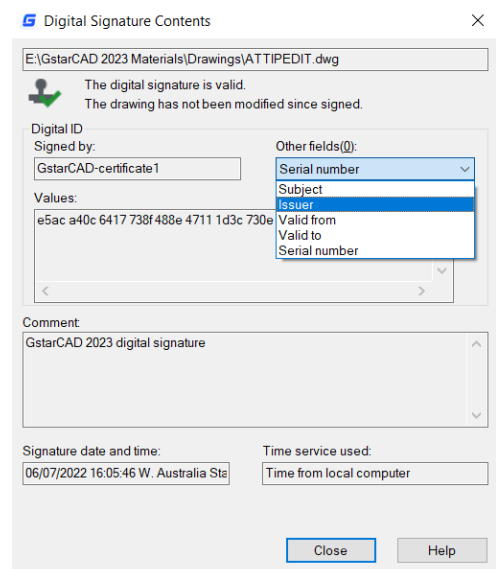 Digital Signature Contents
E:\GstarCAD 2023 Materials\Drawings\ATTIPEDIT.dwg
The digital signature is valid.
The drawing has not been modified since signed.
Digital ID
Signed by:
Other fields(0):
GstarCAD-certificate1
Serial number
Values:
Subject
Issuer
Valid from
Valid to
Serial number
e5ac a40c 6417 738f 488e 4711 1d3c 730e
Comment:
GstarCAD 2023 digital signature
Signature date and time:
Time service used:
06/07/2022 16:05:46 W. Australia Sta
Time from local computer
Close
Help